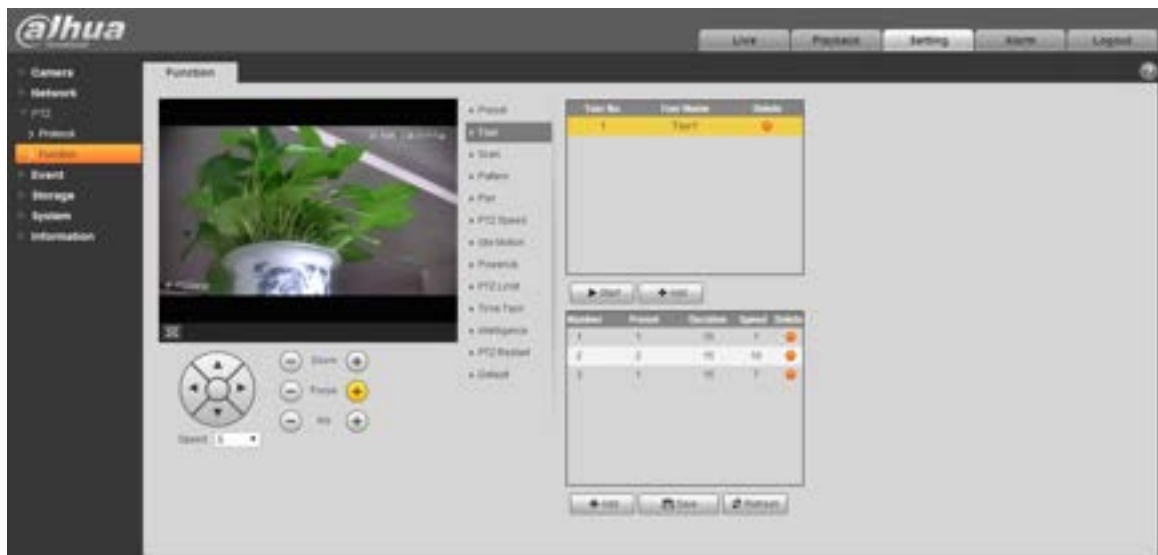 alhua
Live Playback Setting Alarm Logout
Camera
Network
PTZ
Protocol
Function
Event
Storage
System
Information
Function
Preset
Tour
Scan
Pattern
Pan
PTZ Speed
Idle Motion
PowerUp
PTZ Limit
Time Task
Intelligence
PTZ Restart
Default
Tour No. Tour Name Delete
1 Tour1
Start Add
Number Preset Duration Speed Delete
1 1 15 7
2 2 15 10
3 1 15 7
Add Save Refresh
Zoom
Focus
Iris
Speed 5